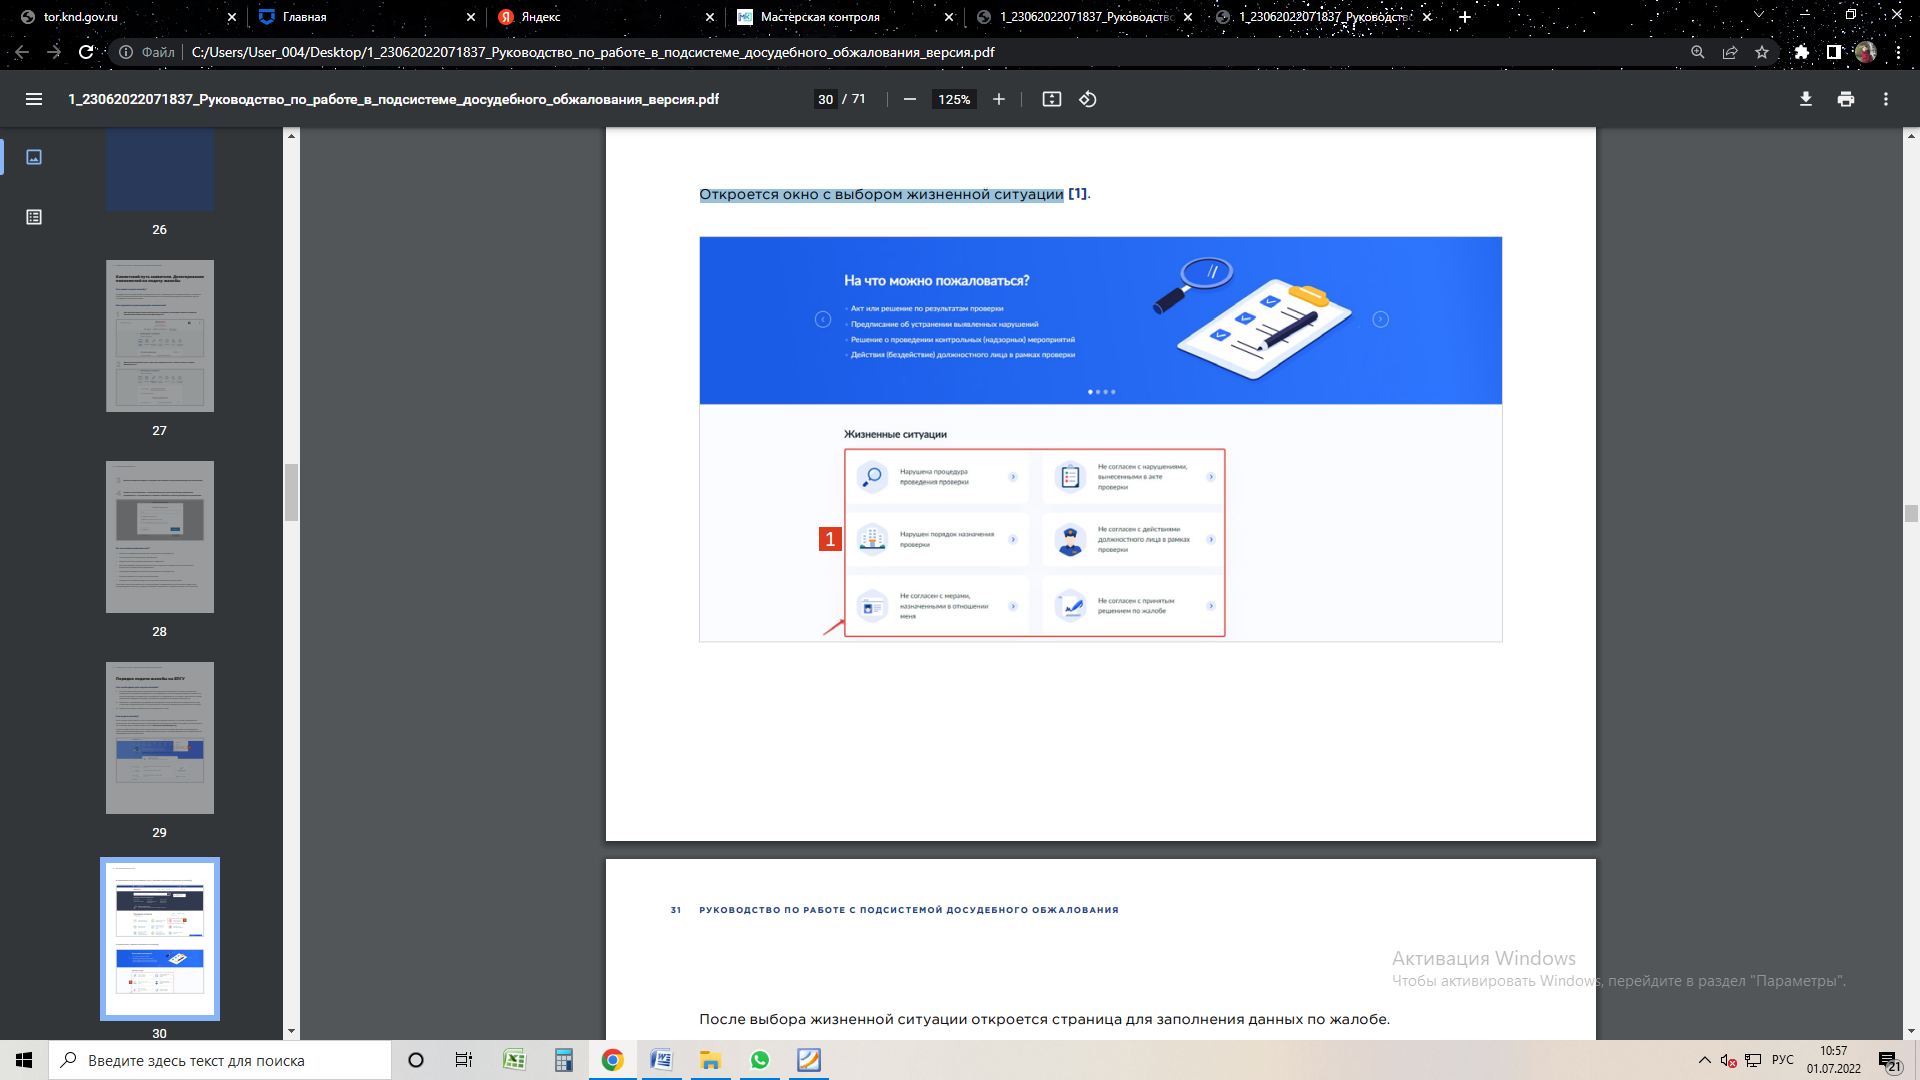 tor.knd.gov.ru
Главная
Яндекс
Мастерская контроля
1_23062022071837_Руководств
1_23062022071837_Руководств
Файл
C:/Users/User_004/Desktop/1_23062022071837_Руководство_по_работе_в_подсистеме_досудебного_обжалования_версия.pdf
1_23062022071837_Руководство_по_работе_в_подсистеме_досудебного_обжалования_версия.pdf
30 / 71
125%
26
27
28
29
30
Откроется окно с выбором жизненной ситуации [1].
На что можно пожаловаться?
Акт или решение по результатам проверки
Предписание об устранении выявленных нарушений
Решение о проведении контрольных (надзорных) мероприятий
Действия (бездействие) должностного лица в рамках проверки
Жизненные ситуации
1
Нарушена процедура
проведения проверки
Не согласен с нарушениями,
вынесенными в акте
проверки
Нарушен порядок назначения
проверки
Не согласен с действиями
должностного лица в рамках
проверки
Не согласен с мерами,
назначенными в отношении
меня
Не согласен с принятым
решением по жалобе
31 РУКОВОДСТВО ПО РАБОТЕ С ПОДСИСТЕМОЙ ДОСУДЕБНОГО ОБЖАЛОВАНИЯ
После выбора жизненной ситуации откроется страница для заполнения данных по жалобе.
Активация Windows
Чтобы активировать Windows, перейдите в раздел "Параметры".
Введите здесь текст для поиска
РУС
10:57
01.07.2022
21